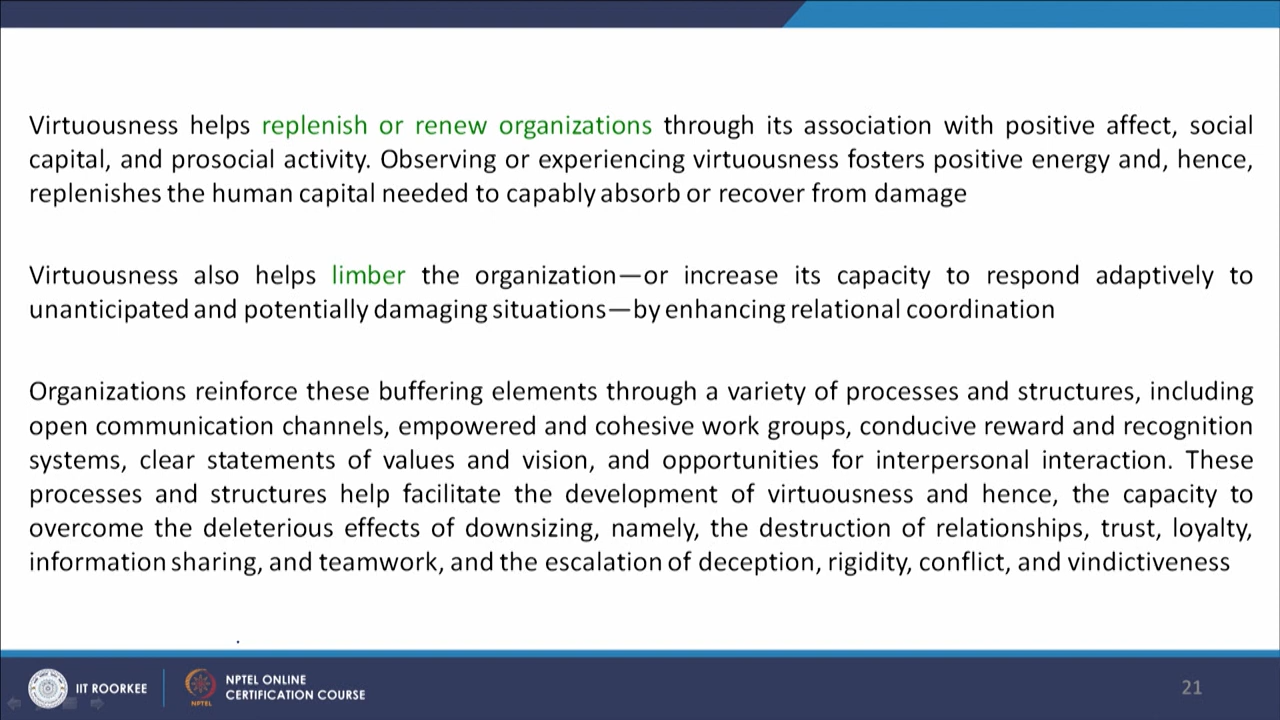 Virtuousness helps replenish or renew organizations through its association with positive affect, social
capital, and prosocial activity. Observing or experiencing virtuousness fosters positive energy and, hence,
replenishes the human capital needed to capably absorb or recover from damage
Virtuousness also helps limber the organization—or increase its capacity to respond adaptively to
unanticipated and potentially damaging situations—by enhancing relational coordination
Organizations reinforce these buffering elements through a variety of processes and structures, including
open communication channels, empowered and cohesive work groups, conducive reward and recognition
systems, clear statements of values and vision, and opportunities for interpersonal interaction. These
processes and structures help facilitate the development of virtuousness and hence, the capacity to
overcome the deleterious effects of downsizing, namely, the destruction of relationships, trust, loyalty,
information sharing, and teamwork, and the escalation of deception, rigidity, conflict, and vindictiveness
IIT ROORKEE
NPTEL
NPTEL ONLINE
CERTIFICATION COURSE
21